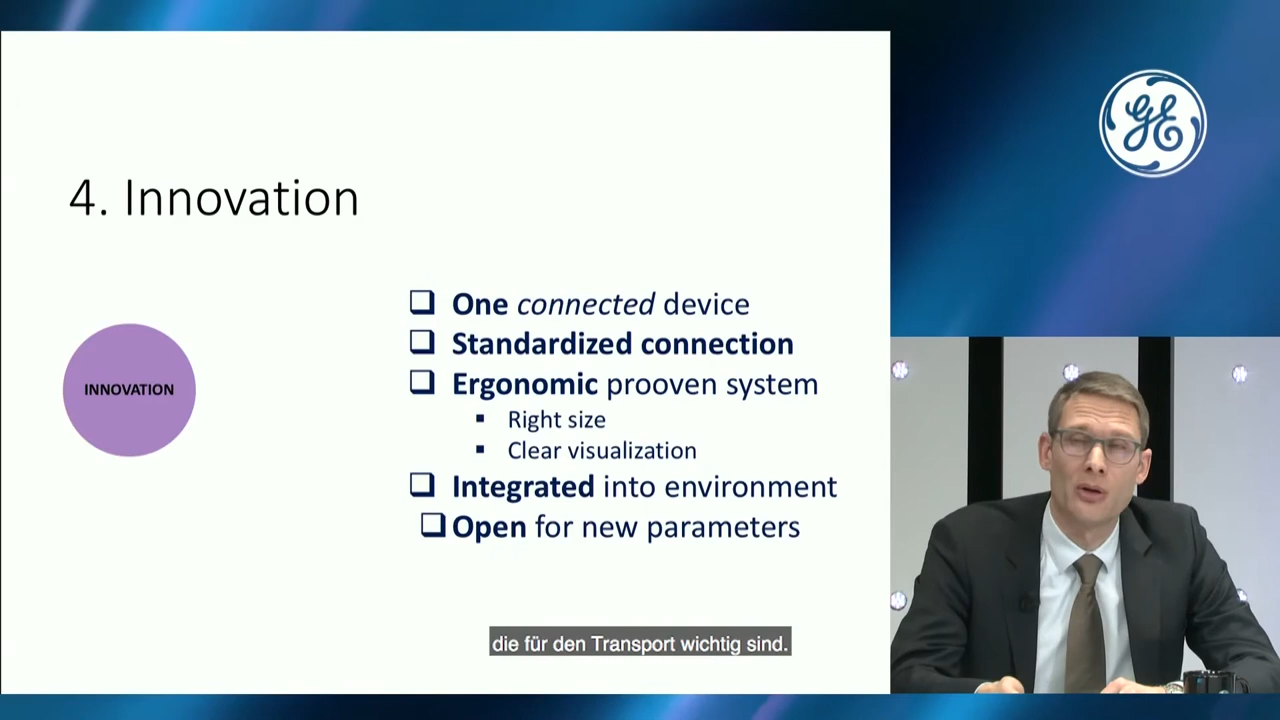 GE
4. Innovation
INNOVATION
One connected device
Standardized connection
Ergonomic prooven system
Right size
Clear visualization
Integrated into environment
Open for new parameters
die für den Transport wichtig sind.